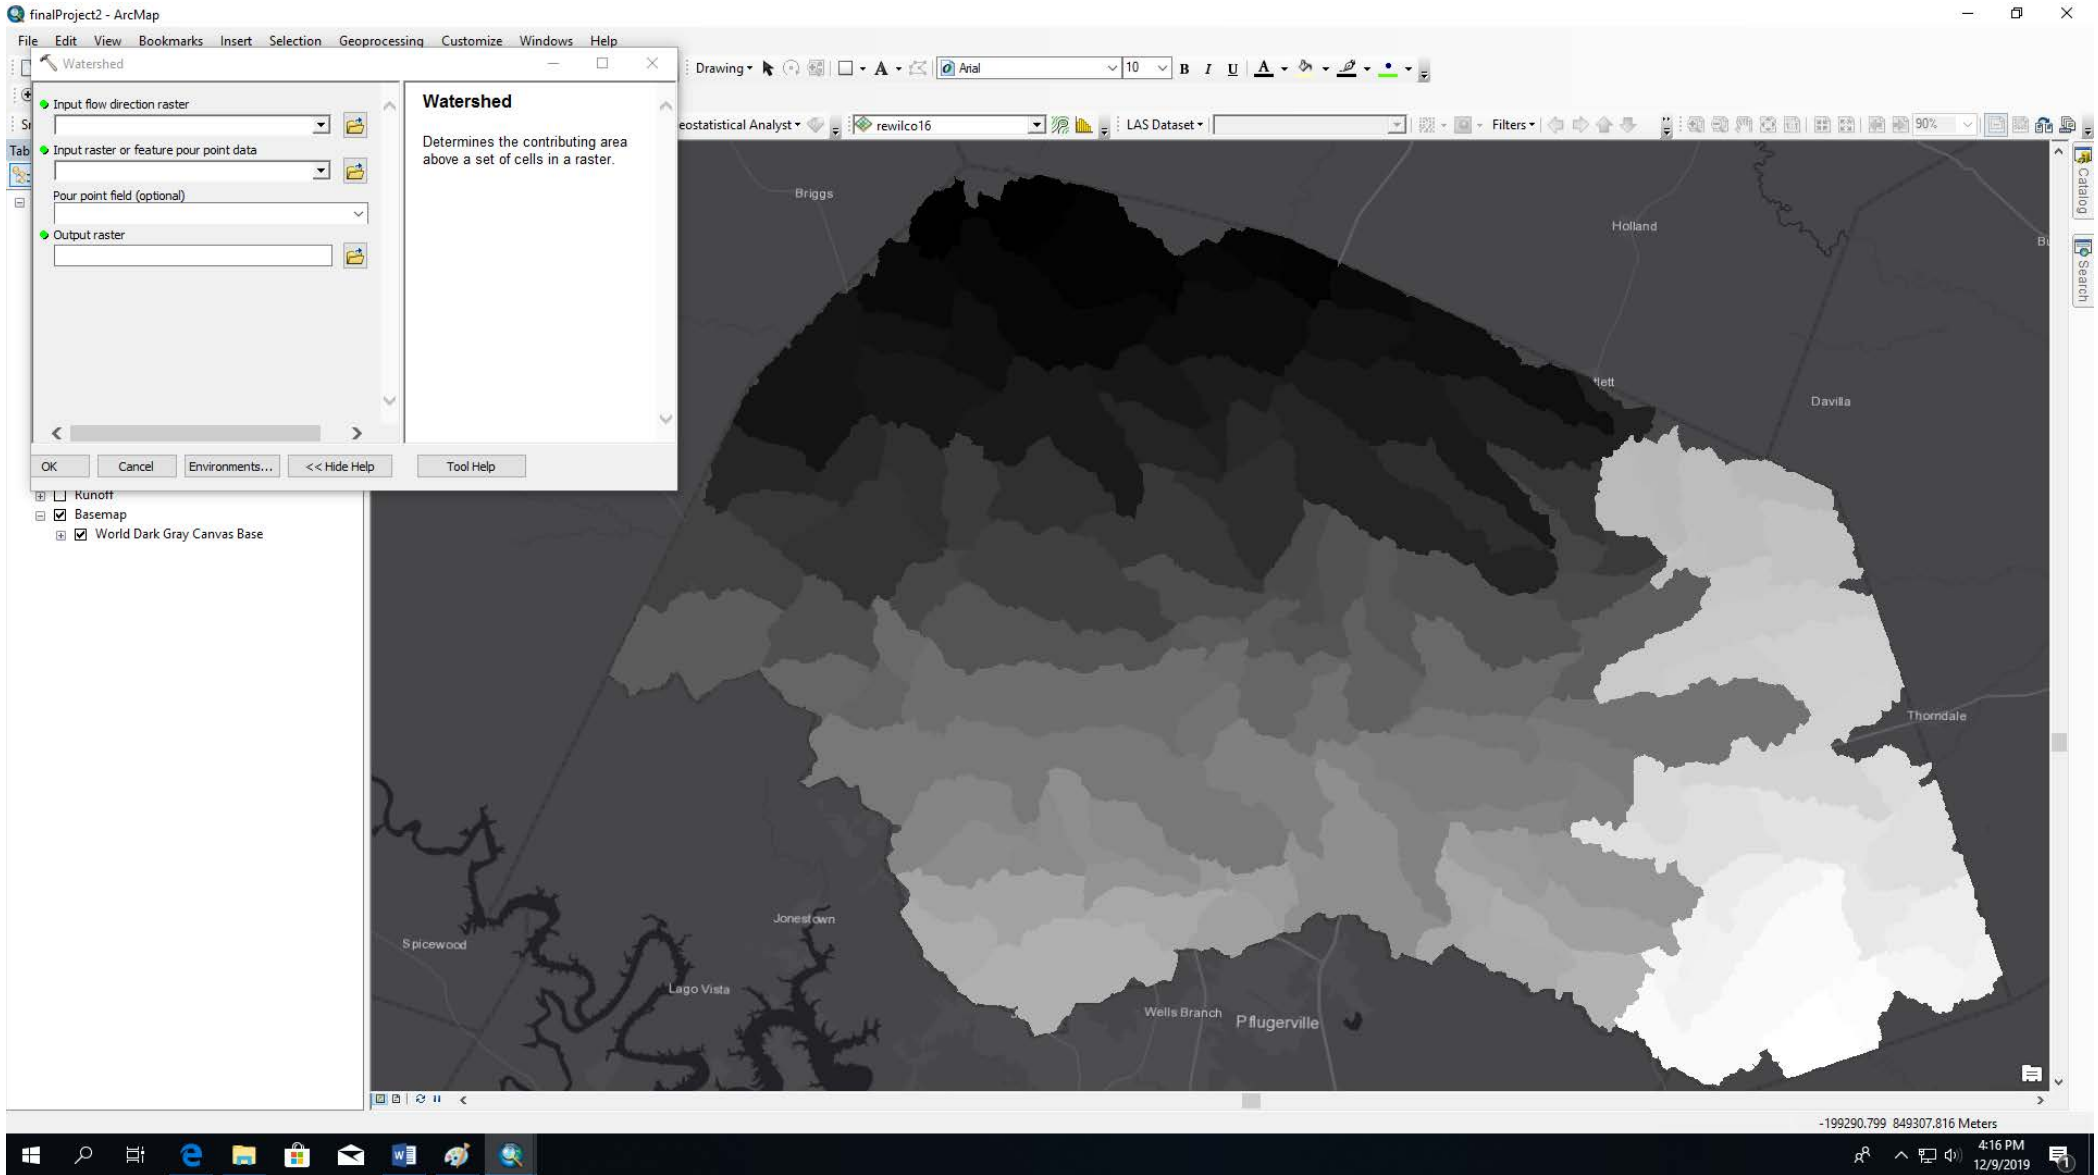 finalProject2 - ArcMap
File Edit View Bookmarks Insert Selection Geoprocessing Customize Windows Help
Watershed
Drawing
Arial
10
B I U A
Input flow direction raster
Input raster or feature pour point data
Pour point field (optional)
Output raster
Watershed
Determines the contributing area
above a set of cells in a raster.
OK
Cancel
Environments...
<< Hide Help
Tool Help
eostatistical Analyst
rewilco16
LAS Dataset
Filters
90%
Tab
Catalog
Search
Runoff
Basemap
World Dark Gray Canvas Base
Briggs
Holland
Davilla
Thorndale
Jonestown
Spicewood
Lago Vista
Wells Branch
Pflugerville
-199290.799 849307.816 Meters
4:16 PM
12/9/2019